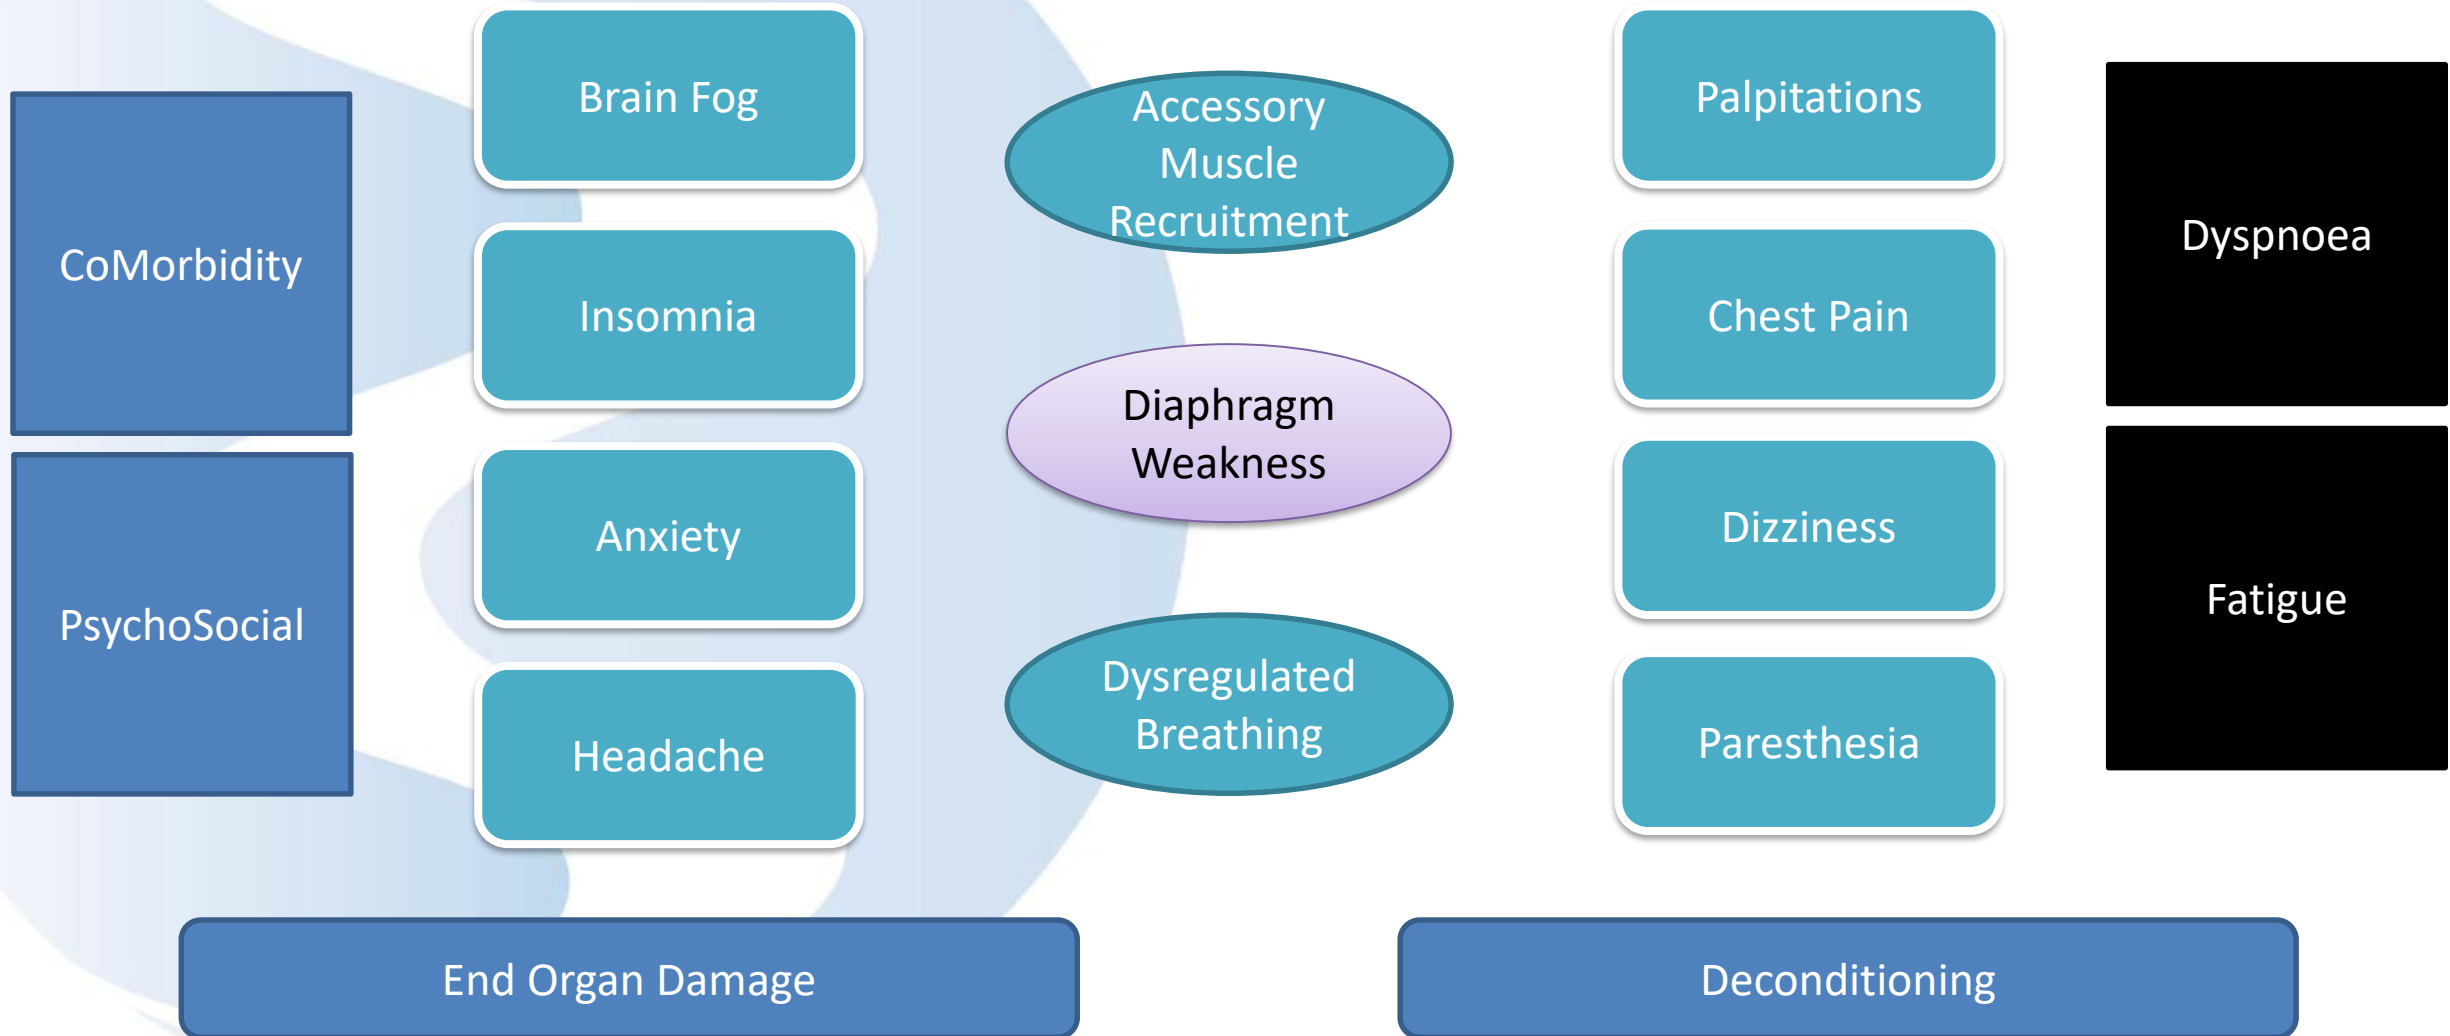 CoMorbidity
PsychoSocial
Brain Fog
Insomnia
Anxiety
Headache
Accessory
Muscle
Recruitment
Diaphragm
Weakness
Dysregulated
Breathing
Palpitations
Chest Pain
Dizziness
Paresthesia
Dyspnoea
Fatigue
End Organ Damage
Deconditioning